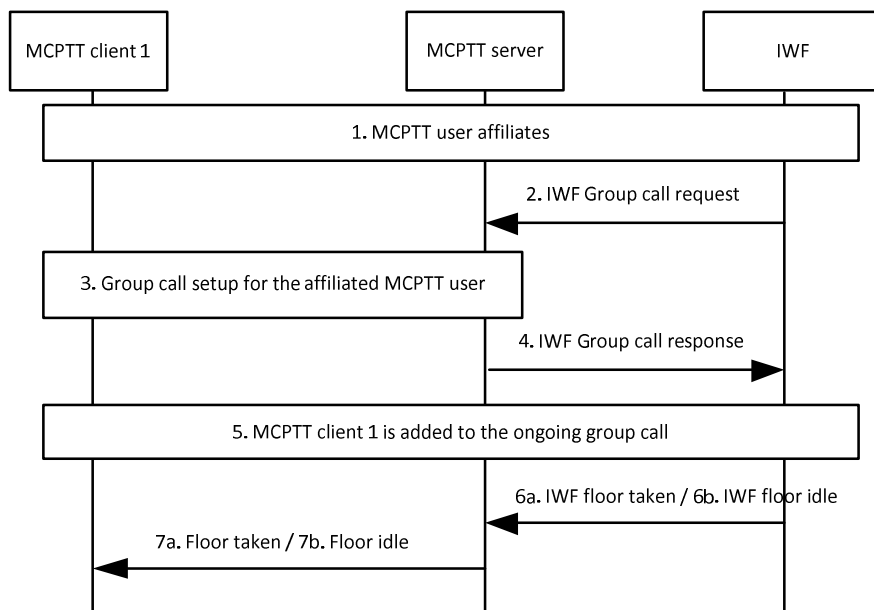 MCPTT client 1
MCPTT server
IWF
1. MCPTT user affiliates
2. IWF Group call request
3. Group call setup for the affiliated MCPTT user
4. IWF Group call response
5. MCPTT client 1 is added to the ongoing group call
6a. IWF floor taken / 6b. IWF floor idle
7a. Floor taken / 7b. Floor idle